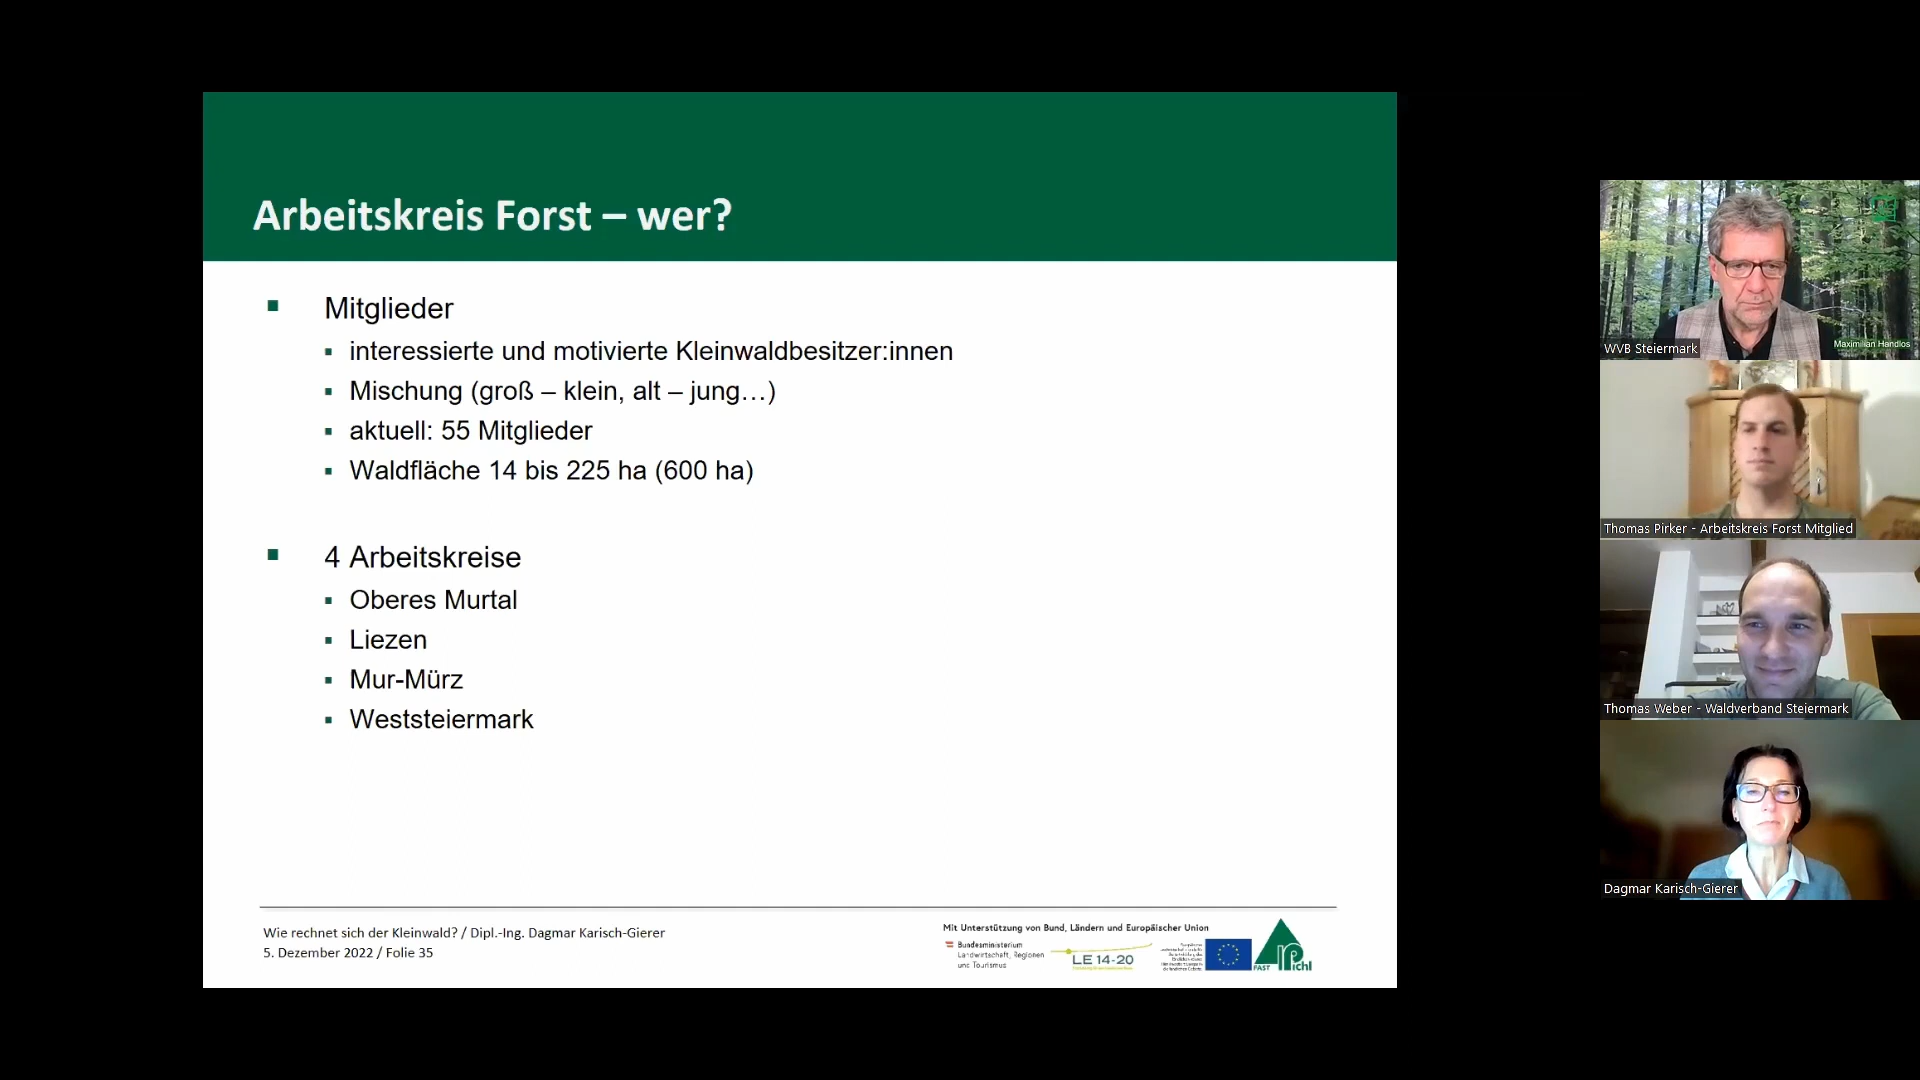 Arbeitskreis Forst – wer?
Mitglieder
interessierte und motivierte Kleinwaldbesitzer:innen
Mischung (groß – klein, alt – jung…)
aktuell: 55 Mitglieder
Waldfläche 14 bis 225 ha (600 ha)
4 Arbeitskreise
Oberes Murtal
Liezen
Mur-Mürz
Weststeiermark
Wie rechnet sich der Kleinwald? / Dipl.-Ing. Dagmar Karisch-Gierer
5. Dezember 2022 / Folie 35
Mit Unterstützung von Bund, Ländern und Europäischer Union
Bundesministerium
Landwirtschaft, Regionen
und Tourismus
LE 14-20
FAST Pichl
Maximilian Handlos
WVB Steiermark
Thomas Pirker - Arbeitskreis Forst Mitglied
Thomas Weber - Waldverband Steiermark
Dagmar Karisch-Gierer